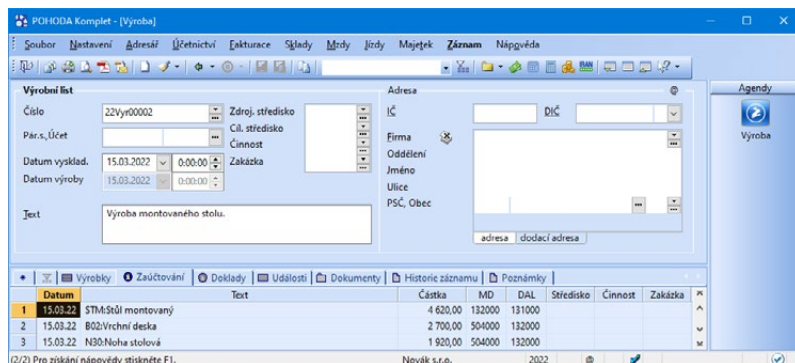 POHODA Komplet - [Výroba]
Soubor Nastavení Adresář Účetnictví Fakturace Sklady Mzdy Jízdy Majetek Záznam Nápověda
Výrobní list
Číslo 22Vyr00002 Zdroj. středisko
Pár.s.,Účet Cíl. středisko
Činnost
Datum vysklad. 15.03.2022 0:00:00 Zakázka
Datum výroby 15.03.2022 0:00:00
Text Výroba montovaného stolu.
Adresa @
IČ DIČ
Firma
Oddělení
Jméno
Ulice
PSČ, Obec
adresa dodací adresa
Agendy
Výroba
Výrobky Zaúčtování Doklady Události Dokumenty Historie záznamu Poznámky
Datum Text Částka MD DAL Středisko Činnost Zakázka
1 15.03.22 STM:Stůl montovaný 4 620,00 132000 131000
2 15.03.22 B02:Vrchní deska 2 700,00 504000 132000
3 15.03.22 N30:Noha stolová 1 920,00 504000 132000
(2/2) Pro získání nápovědy stiskněte F1. Novák s.r.o. 2022 @